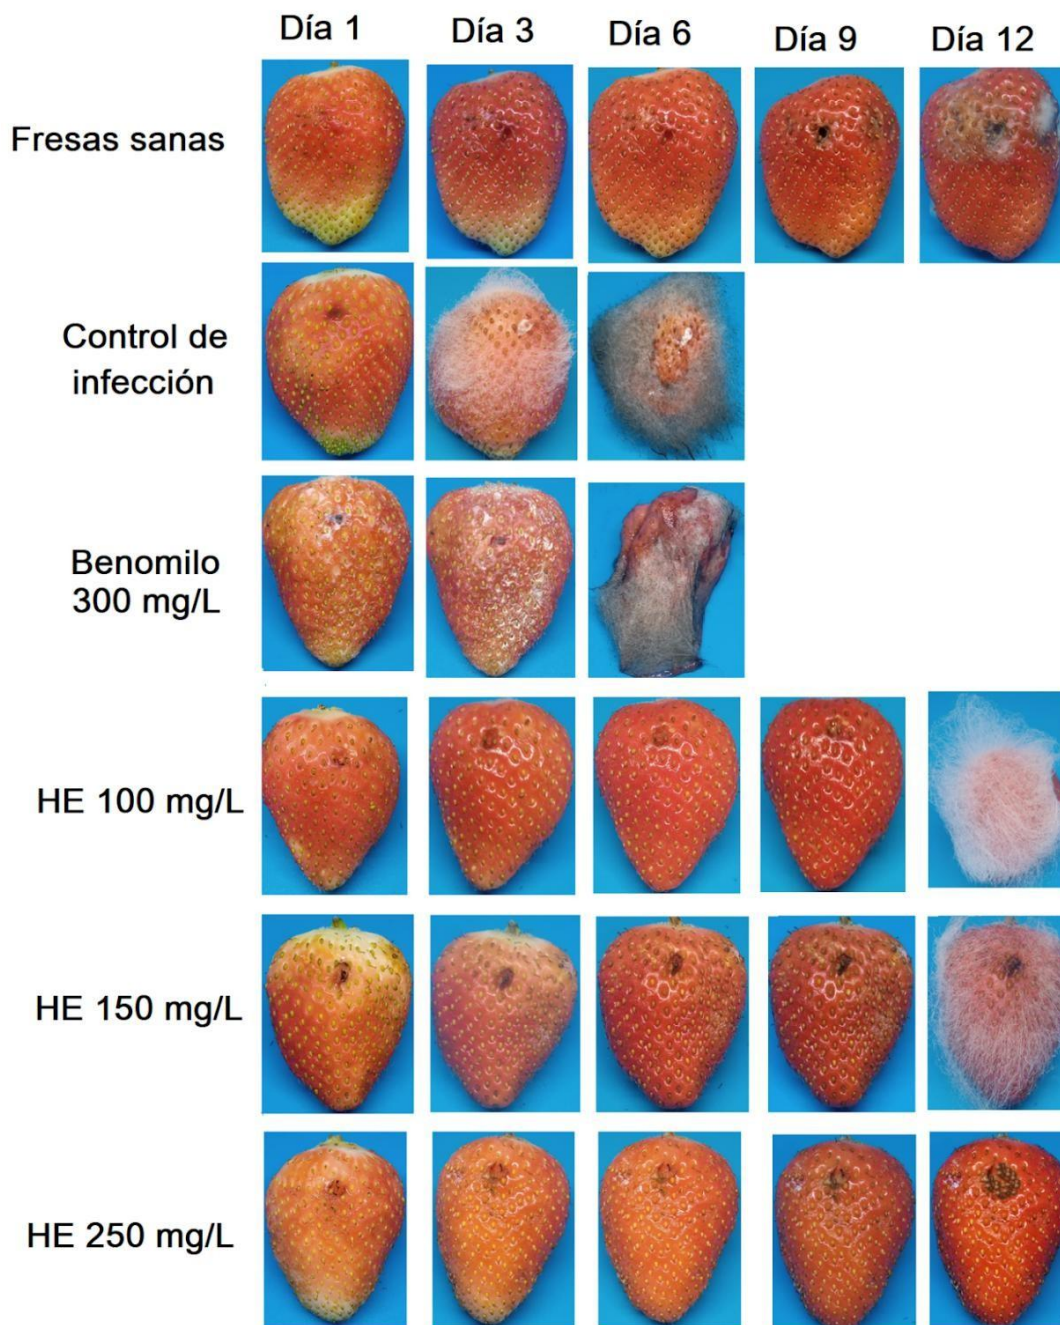 Día 1 Día 3 Día 6 Día 9 Día 12
Fresas sanas
Control de
infección
Benomilo
300 mg/L
HE 100 mg/L
HE 150 mg/L
HE 250 mg/L